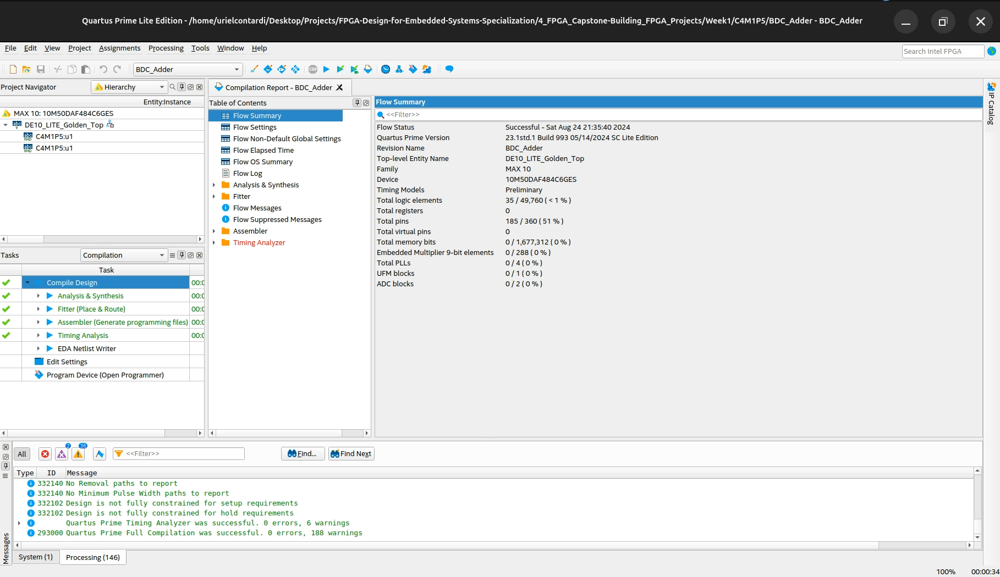 Quartus Prime Lite Edition - /home/urielcontardi/Desktop/Projects/FPGA-Design-for-Embedded-Systems-Specialization/4_FPGA_Capstone-Building_FPGA_Projects/Week1/C4M1P5/BDC_Adder - BDC_Adder
File Edit View Project Assignments Processing Tools Window Help
Search Intel FPGA
BDC_Adder
STOP
Project Navigator
Hierarchy
Entity:Instance
MAX 10: 10M50DAF484C6GES
DE10_LITE_Golden_Top
C4M1P5:u1
C4M1P5:u1
Tasks
Compilation
Task
Compile Design 00:0
Analysis & Synthesis 00:0
Fitter (Place & Route) 00:0
Assembler (Generate programming files) 00:0
Timing Analysis 00:0
EDA Netlist Writer
Edit Settings
Program Device (Open Programmer)
Compilation Report - BDC_Adder
Table of Contents
Flow Summary
Flow Settings
Flow Non-Default Global Settings
Flow Elapsed Time
Flow OS Summary
Flow Log
Analysis & Synthesis
Fitter
Flow Messages
Flow Suppressed Messages
Assembler
Timing Analyzer
Flow Summary
<<Filter>>
Flow Status Successful - Sat Aug 24 21:35:40 2024
Quartus Prime Version 23.1std.1 Build 993 05/14/2024 SC Lite Edition
Revision Name BDC_Adder
Top-level Entity Name DE10_LITE_Golden_Top
Family MAX 10
Device 10M50DAF484C6GES
Timing Models Preliminary
Total logic elements 35 / 49,760 ( < 1 % )
Total registers 0
Total pins 185 / 360 ( 51 % )
Total virtual pins 0
Total memory bits 0 / 1,677,312 ( 0 % )
Embedded Multiplier 9-bit elements 0 / 288 ( 0 % )
Total PLLs 0 / 4 ( 0 % )
UFM blocks 0 / 1 ( 0 % )
ADC blocks 0 / 2 ( 0 % )
IP Catalog
All 2 36 <<Filter>> Find... Find Next
Type ID Message
332140 No Removal paths to report
332140 No Minimum Pulse Width paths to report
332102 Design is not fully constrained for setup requirements
332102 Design is not fully constrained for hold requirements
Quartus Prime Timing Analyzer was successful. 0 errors, 6 warnings
293000 Quartus Prime Full Compilation was successful. 0 errors, 188 warnings
Messages
System (1) Processing (146)
100% 00:00:34